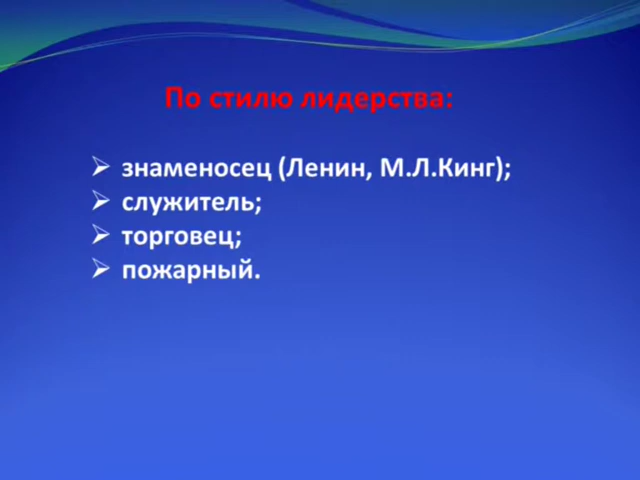 По стилю лидерства:
знаменосец (Ленин, М.Л.Кинг);
служитель;
торговец;
пожарный.